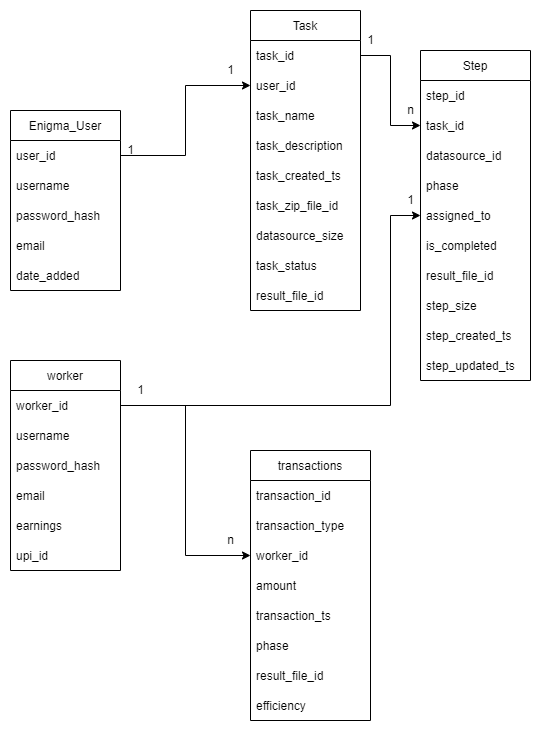 Task
task_id
user_id
task_name
task_description
task_created_ts
task_zip_file_id
datasource_size
task_status
result_file_id
1
1
n
Step
step_id
task_id
datasource_id
phase
assigned_to
is_completed
result_file_id
step_size
step_created_ts
step_updated_ts
1
Enigma_User
user_id
username
password_hash
email
date_added
1
worker
worker_id
username
password_hash
email
earnings
upi_id
1
n
transactions
transaction_id
transaction_type
worker_id
amount
transaction_ts
phase
result_file_id
efficiency